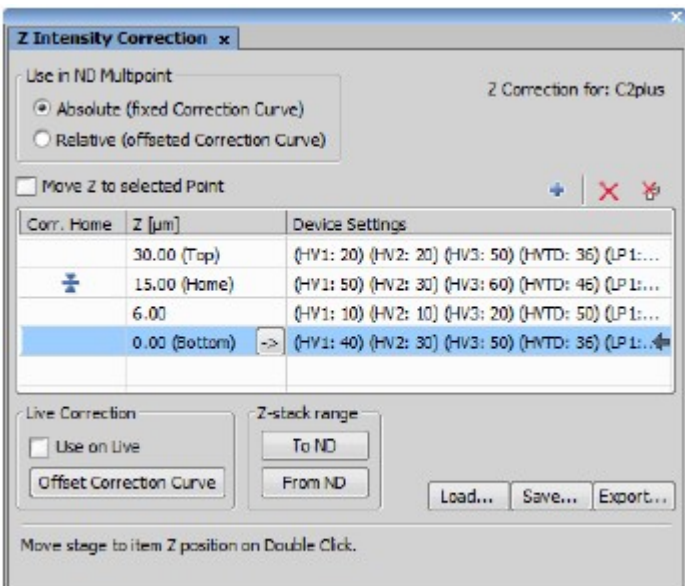 Z Intensity Correction x
Use in ND Multipoint
Z Correction for: C2plus
Absolute (fixed Correction Curve)
Relative (offseted Correction Curve)
Move Z to selected Point
Corr. Home Z [µm] Device Settings
30.00 (Top) (HV1: 20) (HV2: 20) (HV3: 50) (HVTD: 36) (LP1:...
15.00 (Home) (HV1: 50) (HV2: 30) (HV3: 60) (HVTD: 46) (LP1:...
6.00 (HV1: 10) (HV2: 10) (HV3: 20) (HVTD: 50) (LP1:...
0.00 (Bottom) -> (HV1: 40) (HV2: 30) (HV3: 50) (HVTD: 36) (LP1:...
Live Correction Z-stack range
Use on Live To ND
Offset Correction Curve From ND Load... Save... Export...
Move stage to item Z position on Double Click.